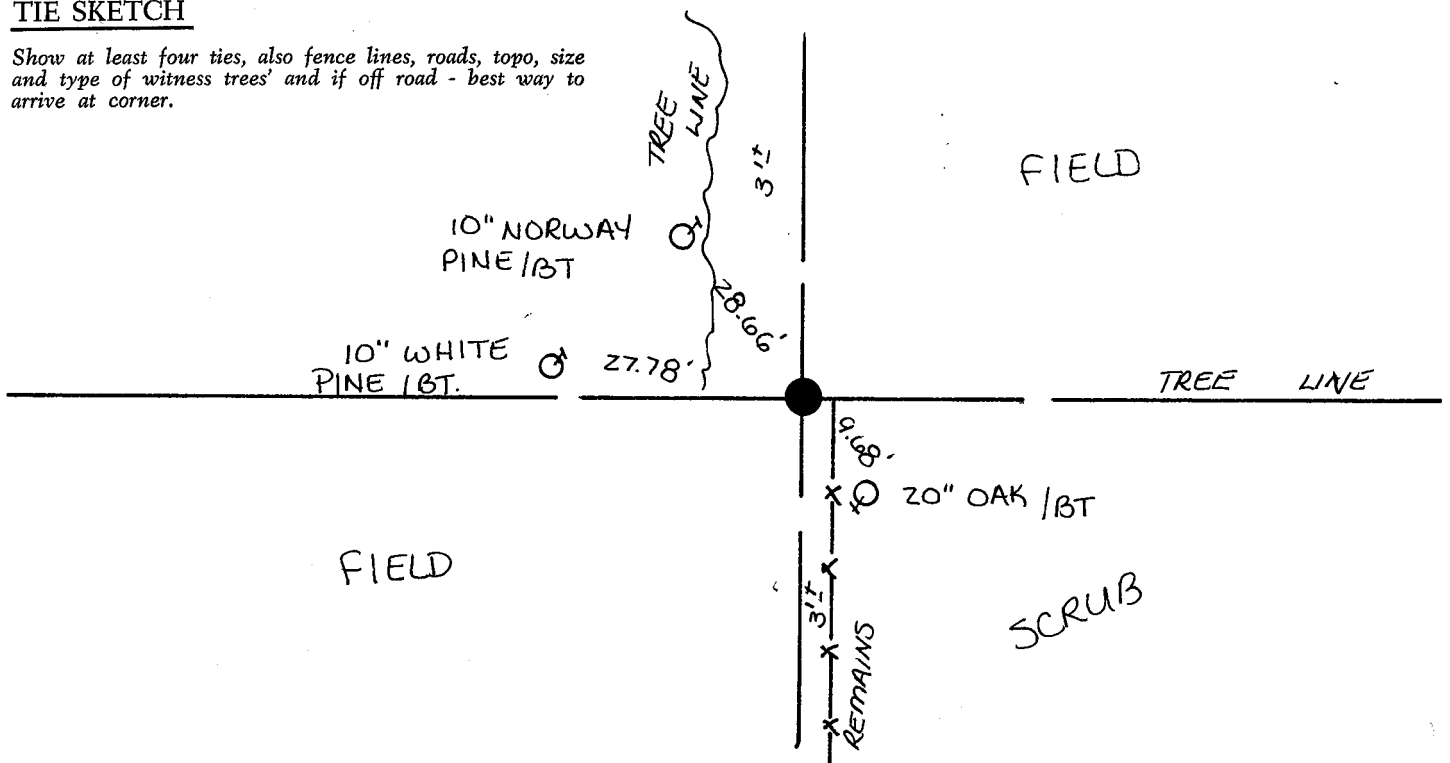 TIE SKETCH
Show at least four ties, also fence lines, roads, topo, size
and type of witness trees' and if off road - best way to
arrive at corner.
TREE
LINE
3'±
FIELD
10" NORWAY
PINE/BT
28.66'
10" WHITE
PINE/BT.
27.78'
TREE LINE
9.68'
20" OAK/BT
FIELD
3'±
REMAINS
SCRUB